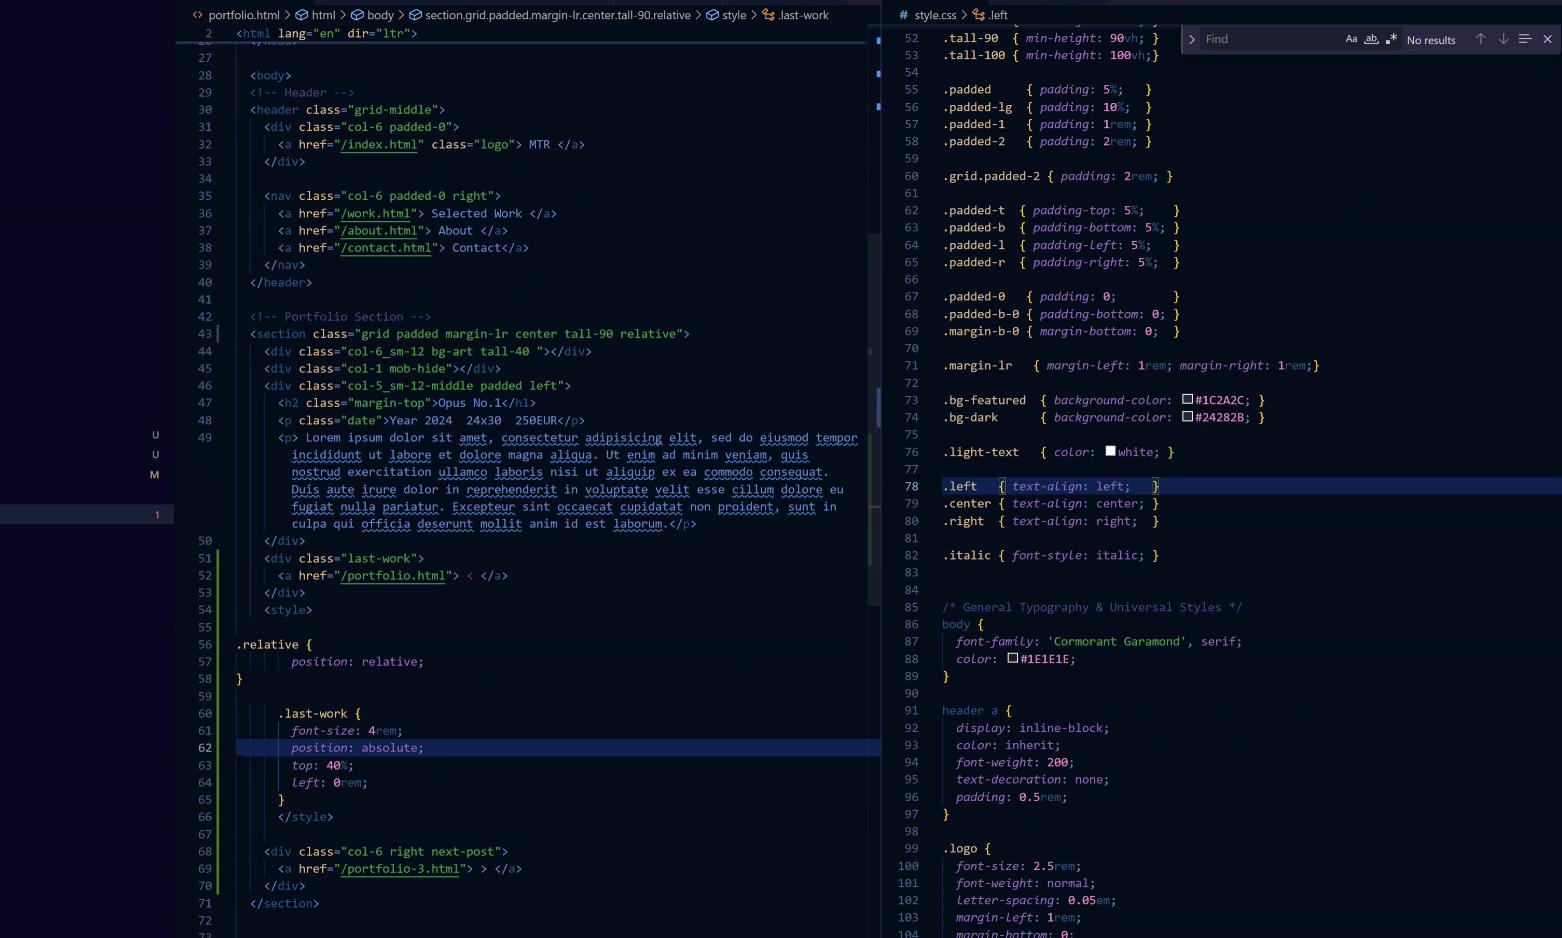 portfolio.html > html > body > section.grid.padded.margin-lr.center.tall-90.relative > style > .last-work
2 <html lang="en" dir="ltr">
27
28 <body>
29 <!-- Header -->
30 <header class="grid-middle">
31 <div class="col-6 padded-0">
32 <a href="/index.html" class="logo"> MTR </a>
33 </div>
34
35 <nav class="col-6 padded-0 right">
36 <a href="/work.html"> Selected Work </a>
37 <a href="/about.html"> About </a>
38 <a href="/contact.html"> Contact</a>
39 </nav>
40 </header>
41
42 <!-- Portfolio Section -->
43 <section class="grid padded margin-lr center tall-90 relative">
44 <div class="col-6_sm-12 bg-art tall-40 "></div>
45 <div class="col-1 mob-hide"></div>
46 <div class="col-5_sm-12-middle padded left">
47 <h2 class="margin-top">Opus No.1</h1>
48 <p class="date">Year 2024  24x30  250EUR</p>
49 <p> Lorem ipsum dolor sit amet, consectetur adipisicing elit, sed do eiusmod tempor
incididunt ut labore et dolore magna aliqua. Ut enim ad minim veniam, quis
nostrud exercitation ullamco laboris nisi ut aliquip ex ea commodo consequat.
Duis aute irure dolor in reprehenderit in voluptate velit esse cillum dolore eu
fugiat nulla pariatur. Excepteur sint occaecat cupidatat non proident, sunt in
culpa qui officia deserunt mollit anim id est laborum.</p>
50 </div>
51 <div class="last-work">
52 <a href="/portfolio.html"> < </a>
53 </div>
54 <style>
55
56 .relative {
57 position: relative;
58 }
59
60 .last-work {
61 font-size: 4rem;
62 position: absolute;
63 top: 40%;
64 left: 0rem;
65 }
66 </style>
67
68 <div class="col-6 right next-post">
69 <a href="/portfolio-3.html"> > </a>
70 </div>
71 </section>
72
U
U
M
1
# style.css > .left
Find Aa ab .* No results
52 .tall-90 { min-height: 90vh; }
53 .tall-100 { min-height: 100vh;}
54
55 .padded { padding: 5%; }
56 .padded-lg { padding: 10%; }
57 .padded-1 { padding: 1rem; }
58 .padded-2 { padding: 2rem; }
59
60 .grid.padded-2 { padding: 2rem; }
61
62 .padded-t { padding-top: 5%; }
63 .padded-b { padding-bottom: 5%; }
64 .padded-l { padding-left: 5%; }
65 .padded-r { padding-right: 5%; }
66
67 .padded-0 { padding: 0; }
68 .padded-b-0 { padding-bottom: 0; }
69 .margin-b-0 { margin-bottom: 0; }
70
71 .margin-lr { margin-left: 1rem; margin-right: 1rem;}
72
73 .bg-featured { background-color: #1C2A2C; }
74 .bg-dark { background-color: #24282B; }
75
76 .light-text { color: white; }
77
78 .left { text-align: left; }
79 .center { text-align: center; }
80 .right { text-align: right; }
81
82 .italic { font-style: italic; }
83
84
85 /* General Typography & Universal Styles */
86 body {
87 font-family: 'Cormorant Garamond', serif;
88 color: #1E1E1E;
89 }
90
91 header a {
92 display: inline-block;
93 color: inherit;
94 font-weight: 200;
95 text-decoration: none;
96 padding: 0.5rem;
97 }
98
99 .logo {
100 font-size: 2.5rem;
101 font-weight: normal;
102 letter-spacing: 0.05em;
103 margin-left: 1rem;
104 margin-bottom: 0;